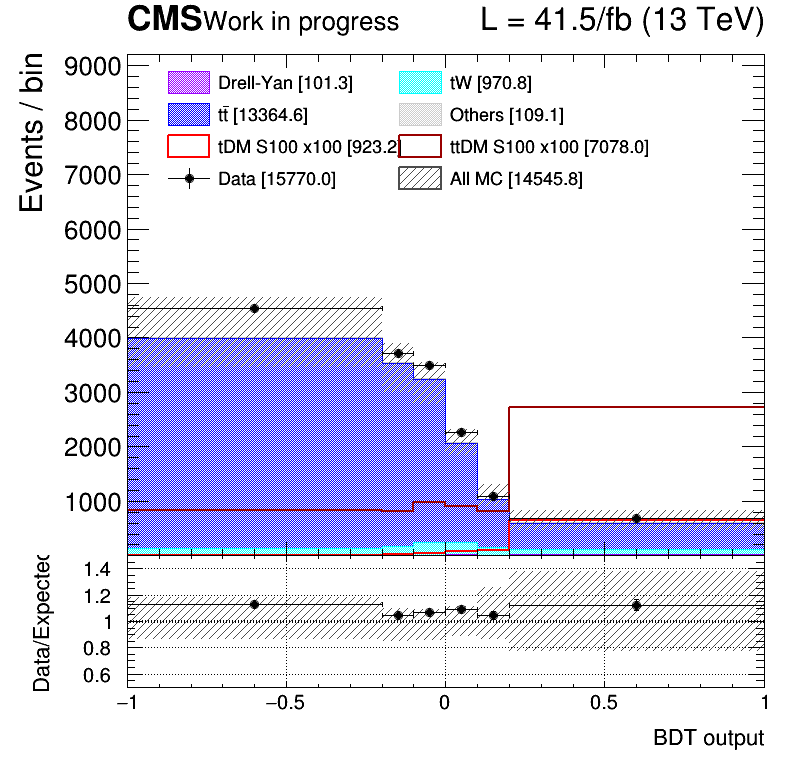 CMS Work in progress L = 41.5/fb (13 TeV)
Events / bin
9000
8000
7000
6000
5000
4000
3000
2000
1000
Drell-Yan [101.3] tW [970.8]
tt̄ [13364.6] Others [109.1]
tDM S100 x100 [923.2] ttDM S100 x100 [7078.0]
Data [15770.0] All MC [14545.8]
Data/Expected
1.4
1.2
1
0.8
0.6
−1 −0.5 0 0.5 1
BDT output